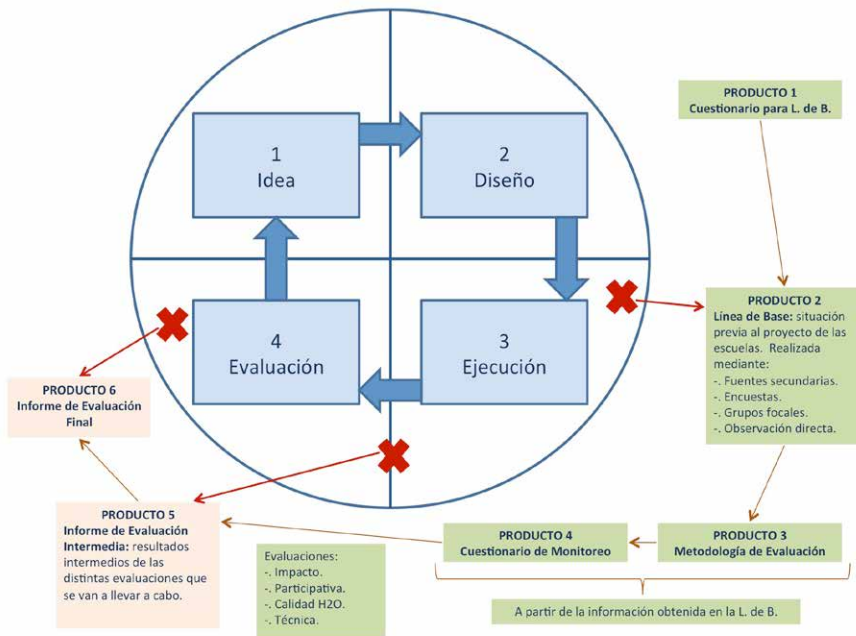 1
Idea
2
Diseño
3
Ejecución
4
Evaluación
PRODUCTO 1
Cuestionario para L. de B.
PRODUCTO 2
Línea de Base: situación
previa al proyecto de las
escuelas. Realizada
mediante:
-. Fuentes secundarias.
-. Encuestas.
-. Grupos focales.
-. Observación directa.
PRODUCTO 3
Metodología de Evaluación
PRODUCTO 4
Cuestionario de Monitoreo
A partir de la información obtenida en la L. de B.
Evaluaciones:
-. Impacto.
-. Participativa.
-. Calidad H2O.
-. Técnica.
PRODUCTO 5
Informe de Evaluación
Intermedia: resultados
intermedios de las
distintas evaluaciones que
se van a llevar a cabo.
PRODUCTO 6
Informe de Evaluación
Final